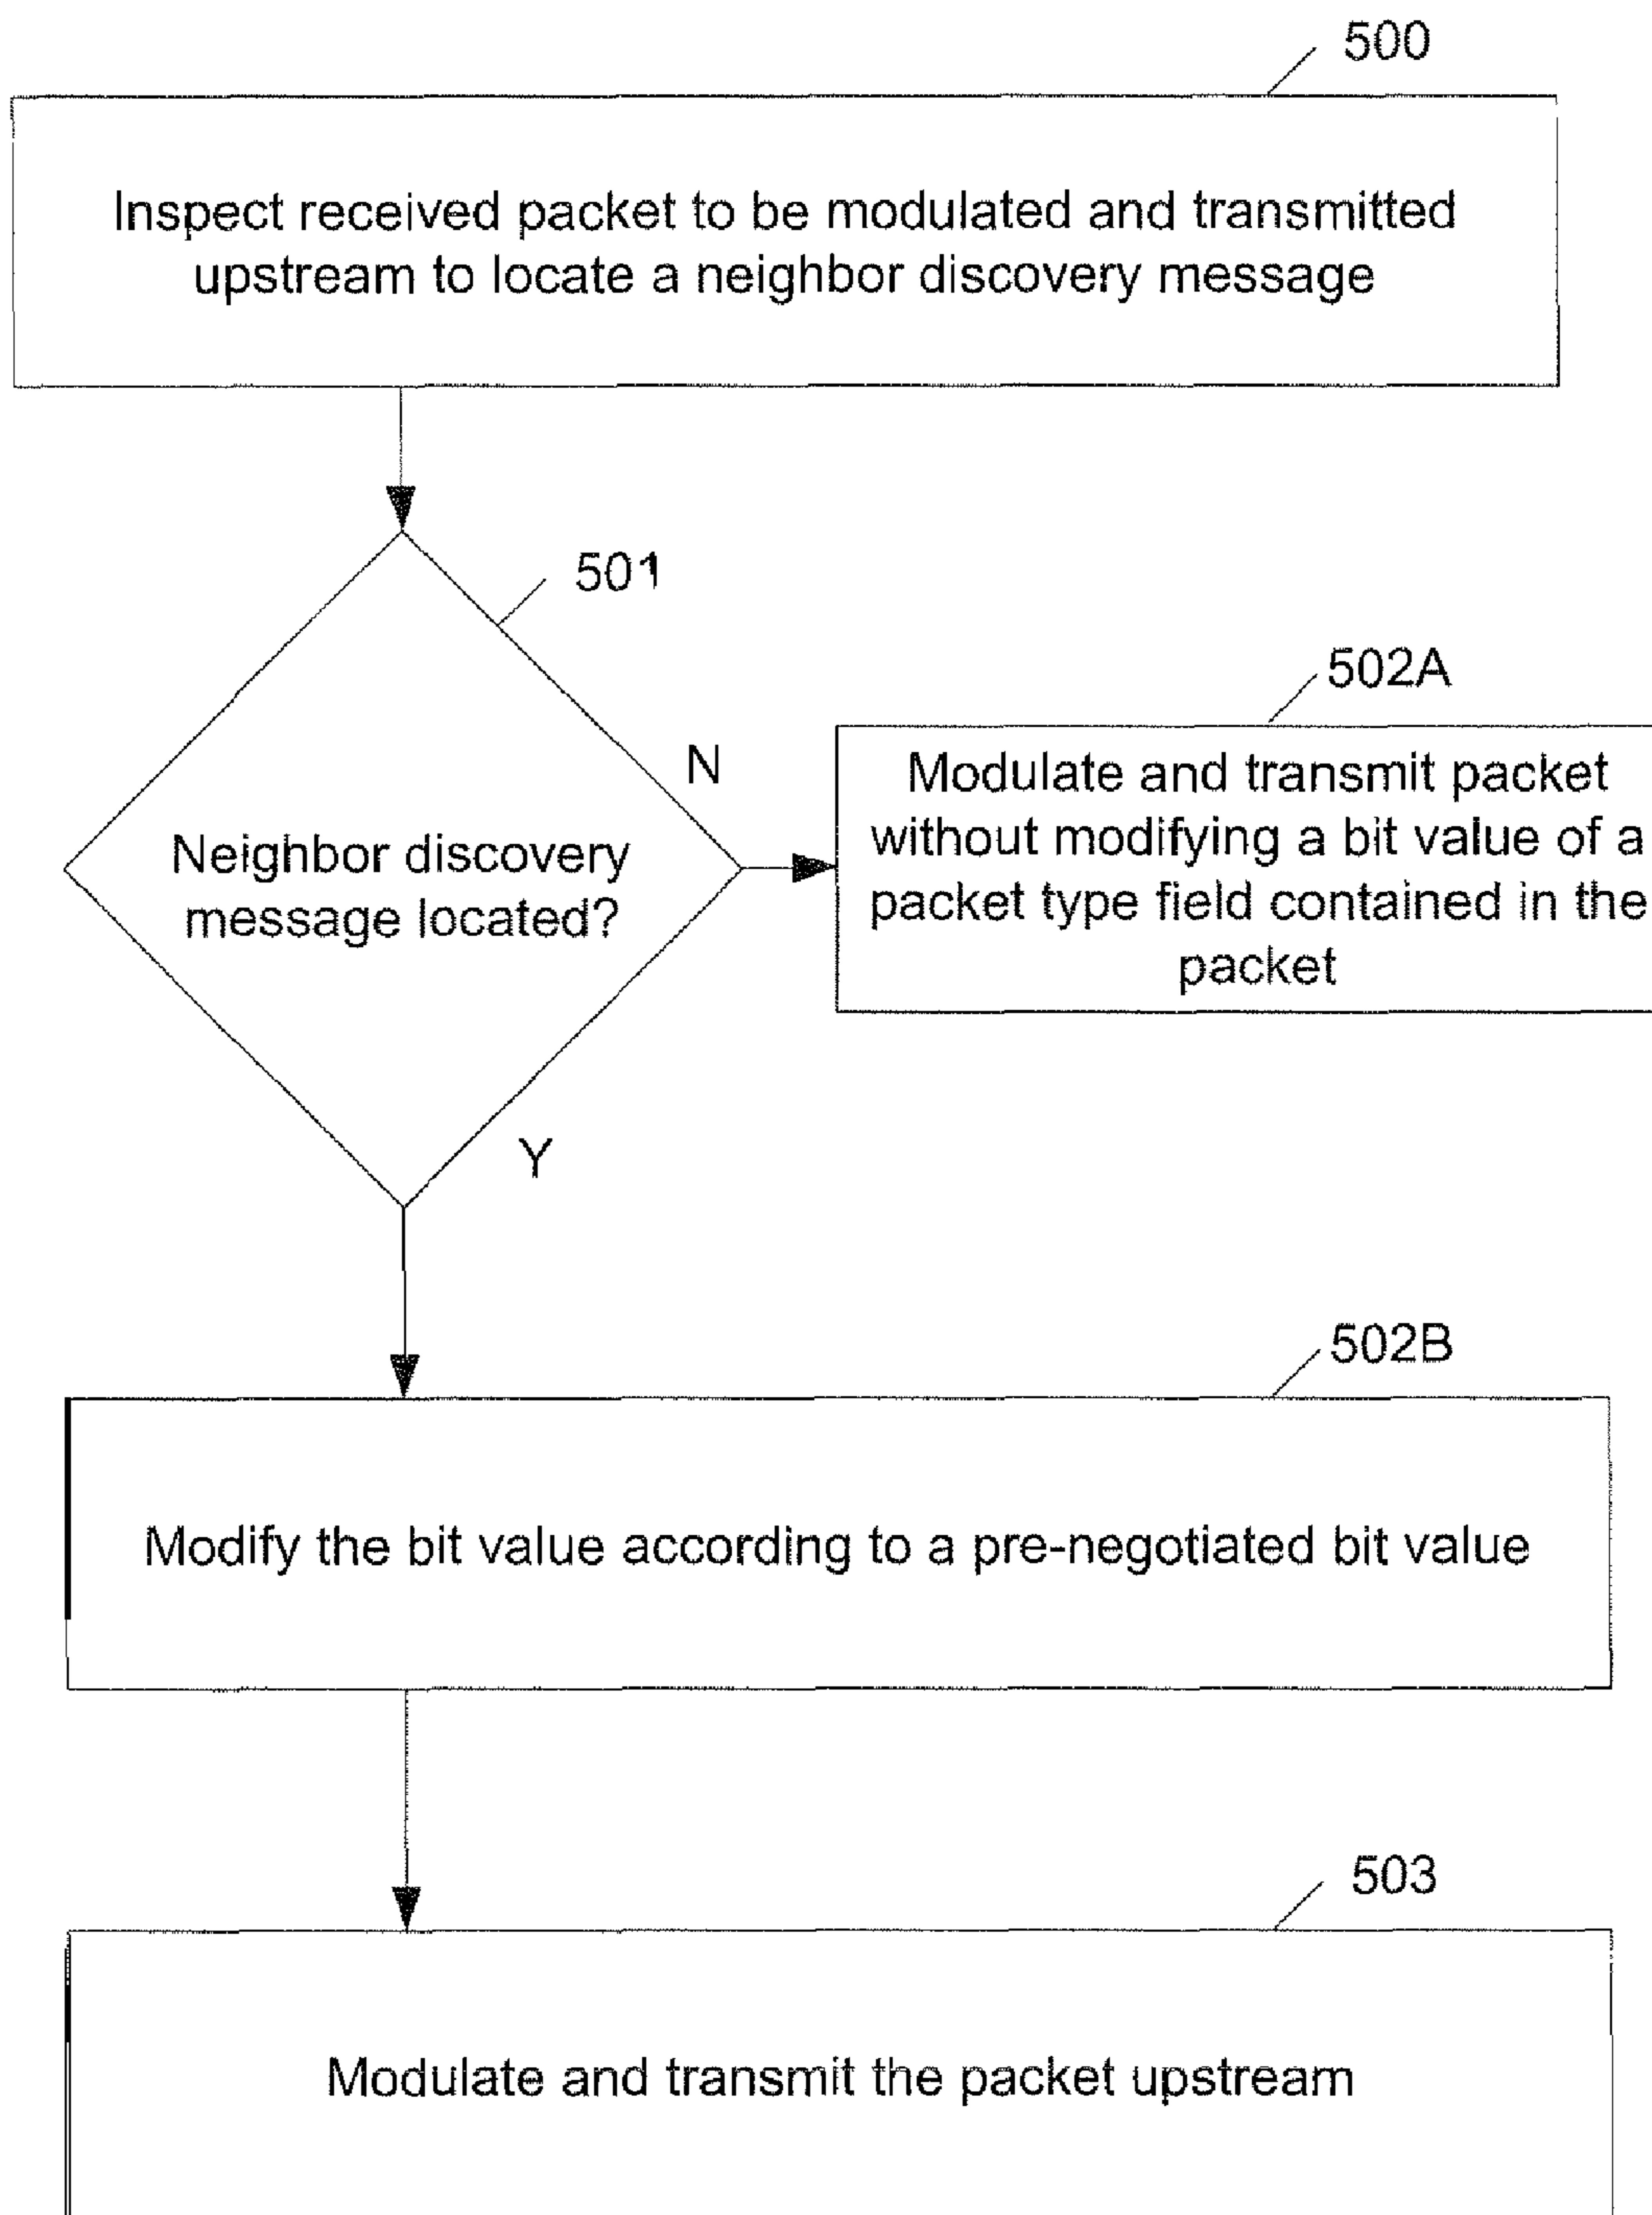 500
Inspect received packet to be modulated and transmitted
upstream to locate a neighbor discovery message
501
Neighbor discovery
message located?
N
502A
Modulate and transmit packet
without modifying a bit value of a
packet type field contained in the
packet
Y
502B
Modify the bit value according to a pre-negotiated bit value
503
Modulate and transmit the packet upstream